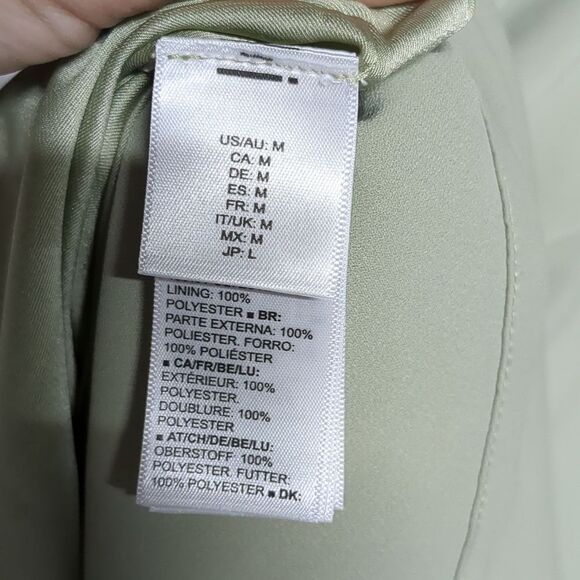 US/AU: M
CA: M
DE: M
ES: M
FR: M
IT/UK: M
MX: M
JP: L
LINING: 100%
POLYESTER ■ BR:
PARTE EXTERNA: 100%
POLIESTER. FORRO:
100% POLIÉSTER
■ CA/FR/BE/LU:
EXTÉRIEUR: 100%
POLYESTER.
DOUBLURE: 100%
POLYESTER
■ AT/CH/DE/BE/LU:
OBERSTOFF: 100%
POLYESTER. FUTTER:
100% POLYESTER ■ DK: